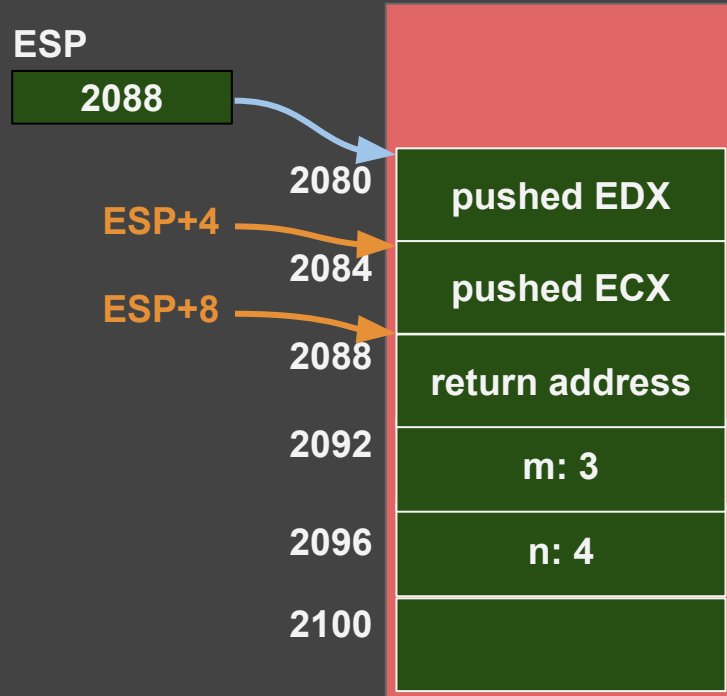 ESP
2088
2080
pushed EDX
ESP+4
2084
pushed ECX
ESP+8
2088
return address
2092
m: 3
2096
n: 4
2100